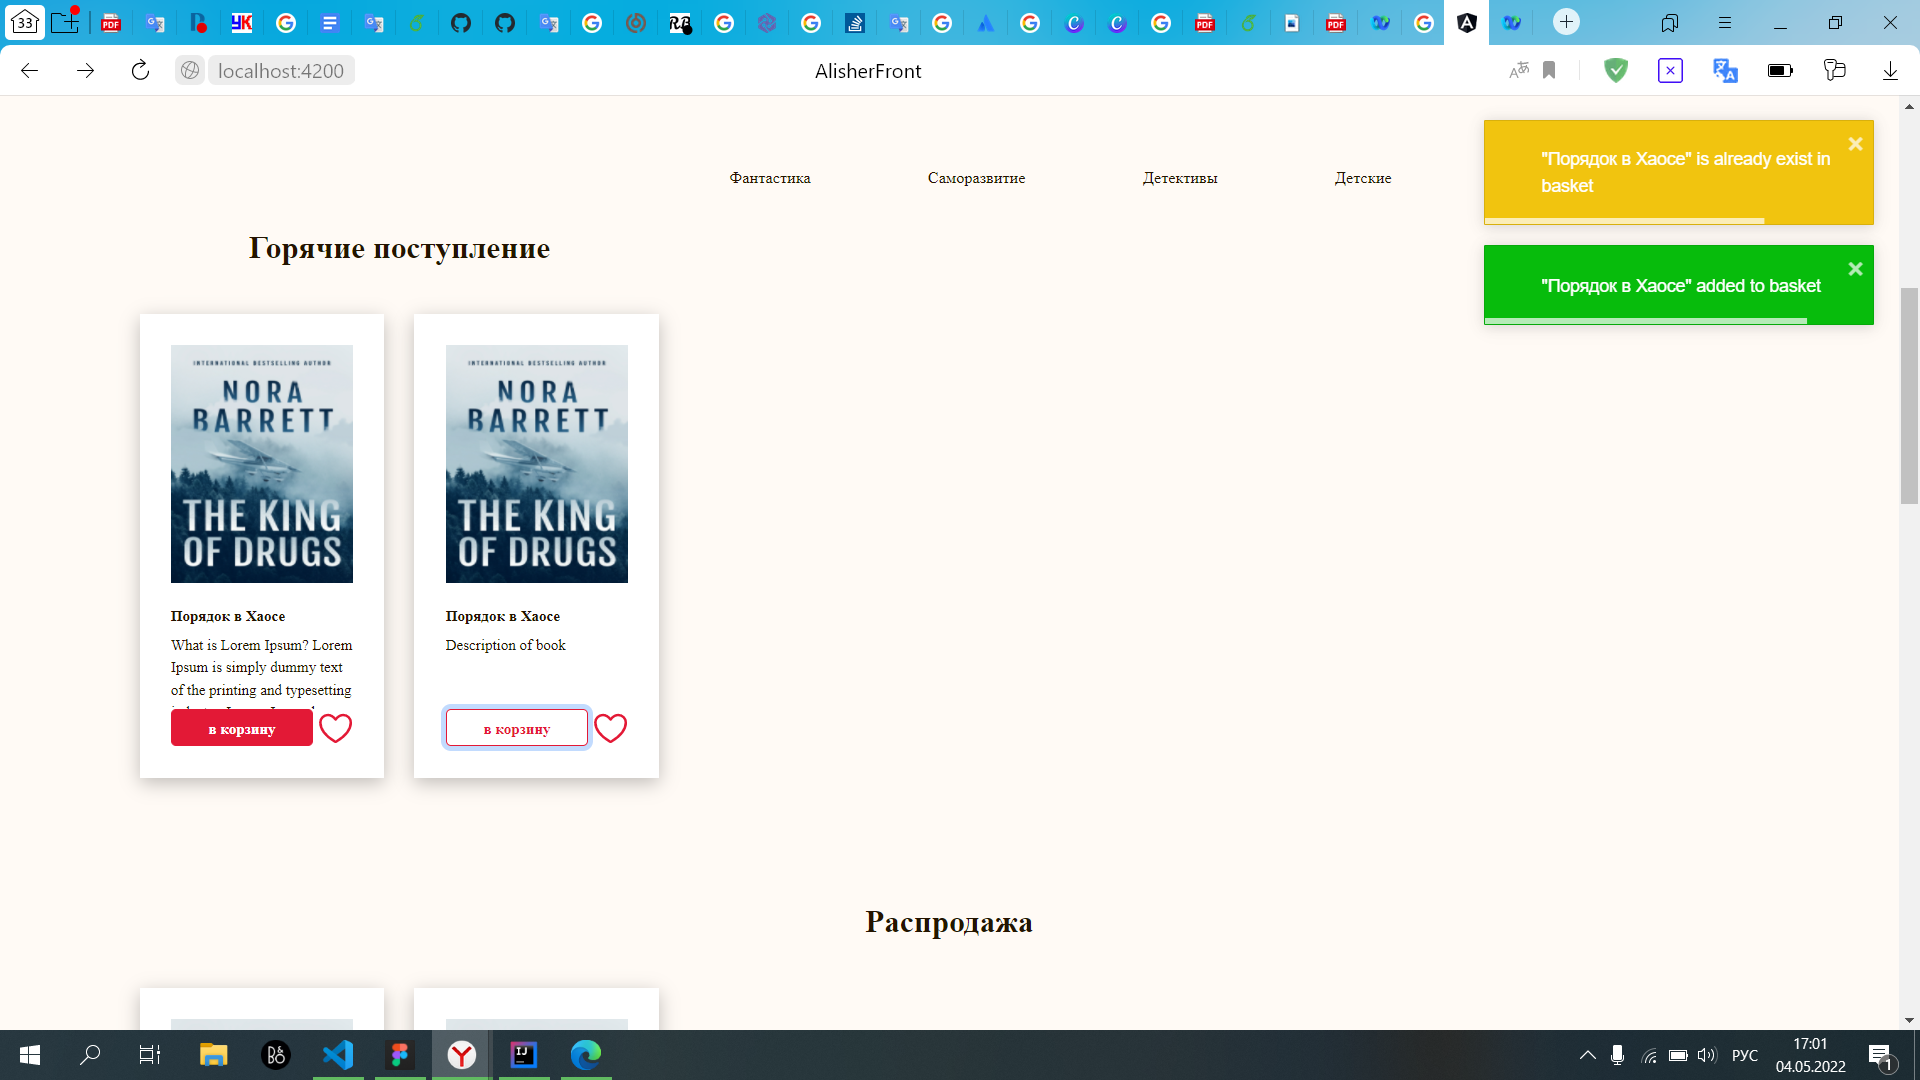 33
localhost:4200
AlisherFront
"Порядок в Хаосе" is already exist in
basket
"Порядок в Хаосе" added to basket
Фантастика Саморазвитие Детективы Детские
Горячие поступление
INTERNATIONAL BESTSELLING AUTHOR
NORA
BARRETT
THE KING
OF DRUGS
Порядок в Хаосе
What is Lorem Ipsum? Lorem
Ipsum is simply dummy text
of the printing and typesetting
в корзину
INTERNATIONAL BESTSELLING AUTHOR
NORA
BARRETT
THE KING
OF DRUGS
Порядок в Хаосе
Description of book
в корзину
Распродажа
РУС
17:01
04.05.2022
1